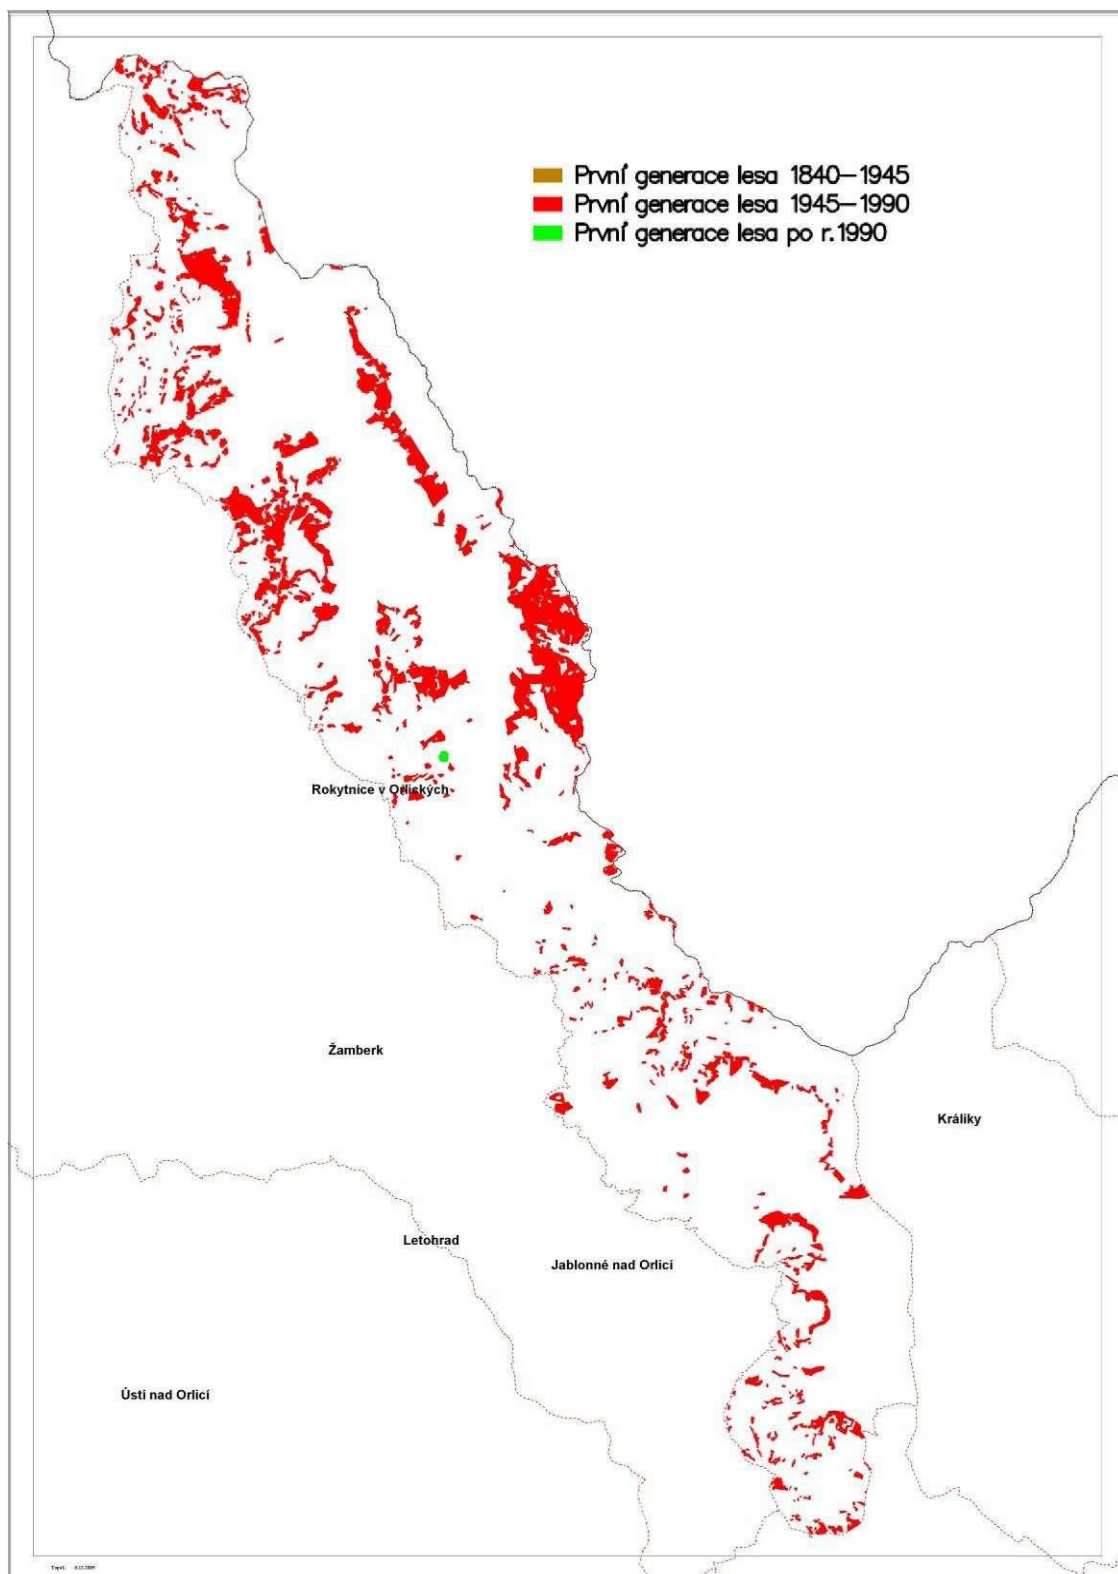 První generace lesa 1840–1945
První generace lesa 1945–1990
První generace lesa po r.1990
Rokytnice v Orlických
Žamberk
Králiky
Letohrad
Jablonné nad Orlicí
Ústí nad Orlicí